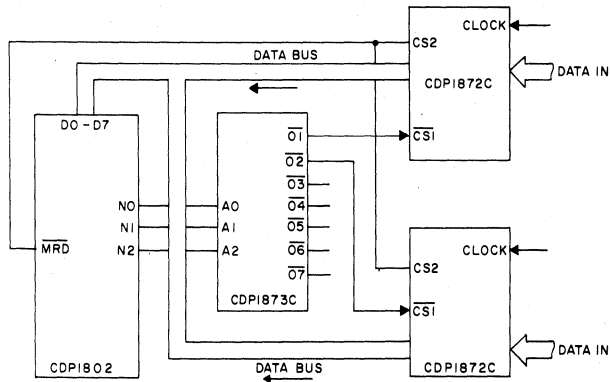 CLOCK
CS2
DATA BUS
DATA IN
CDP1872C
D0-D7
O1
CS1
O2
O3
N0
A0
O4
N1
A1
O5
CLOCK
MRD
N2
A2
O6
CS2
O7
CDP1873C
CS1
DATA IN
CDP1802
DATA BUS
CDP1872C